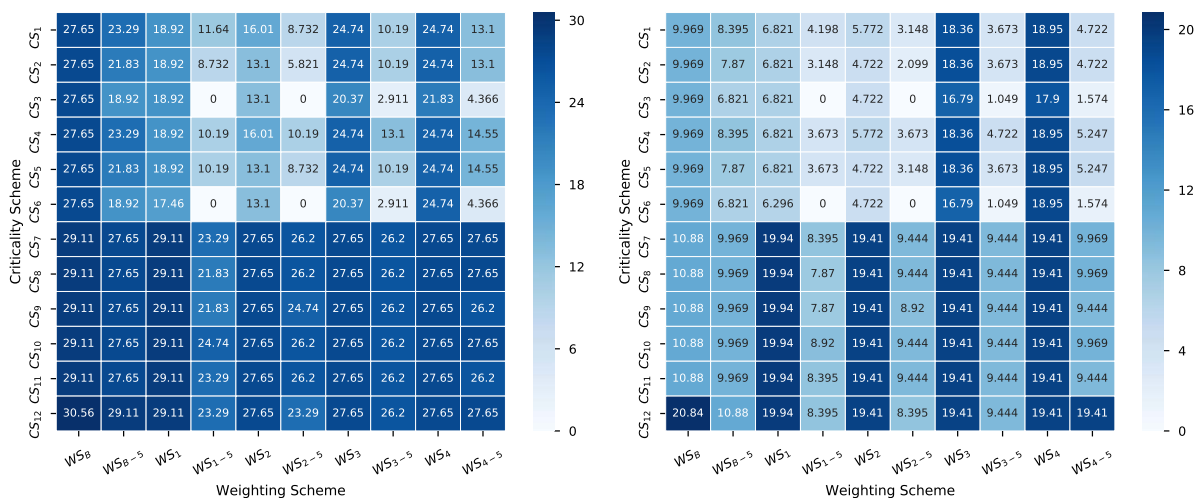 CS1 27.65 23.29 18.92 11.64 16.01 8.732 24.74 10.19 24.74 13.1
CS2 27.65 21.83 18.92 8.732 13.1 5.821 24.74 10.19 24.74 13.1
CS3 27.65 18.92 18.92 0 13.1 0 20.37 2.911 21.83 4.366
CS4 27.65 23.29 18.92 10.19 16.01 10.19 24.74 13.1 24.74 14.55
CS5 27.65 21.83 18.92 10.19 13.1 8.732 24.74 10.19 24.74 14.55
CS6 27.65 18.92 17.46 0 13.1 0 20.37 2.911 24.74 4.366
CS7 29.11 27.65 29.11 23.29 27.65 26.2 27.65 26.2 27.65 27.65
CS8 29.11 27.65 29.11 21.83 27.65 26.2 27.65 26.2 27.65 27.65
CS9 29.11 27.65 29.11 21.83 27.65 24.74 27.65 26.2 27.65 26.2
CS10 29.11 27.65 29.11 24.74 27.65 26.2 27.65 26.2 27.65 27.65
CS11 29.11 27.65 29.11 23.29 27.65 26.2 27.65 26.2 27.65 26.2
CS12 30.56 29.11 29.11 23.29 27.65 23.29 27.65 26.2 27.65 27.65
WSB WSB−5 WS1 WS1−5 WS2 WS2−5 WS3 WS3−5 WS4 WS4−5
Weighting Scheme
Criticality Scheme
30
24
18
12
6
0
CS1 9.969 8.395 6.821 4.198 5.772 3.148 18.36 3.673 18.95 4.722
CS2 9.969 7.87 6.821 3.148 4.722 2.099 18.36 3.673 18.95 4.722
CS3 9.969 6.821 6.821 0 4.722 0 16.79 1.049 17.9 1.574
CS4 9.969 8.395 6.821 3.673 5.772 3.673 18.36 4.722 18.95 5.247
CS5 9.969 7.87 6.821 3.673 4.722 3.148 18.36 3.673 18.95 5.247
CS6 9.969 6.821 6.296 0 4.722 0 16.79 1.049 18.95 1.574
CS7 10.88 9.969 19.94 8.395 19.41 9.444 19.41 9.444 19.41 9.969
CS8 10.88 9.969 19.94 7.87 19.41 9.444 19.41 9.444 19.41 9.969
CS9 10.88 9.969 19.94 7.87 19.41 8.92 19.41 9.444 19.41 9.444
CS10 10.88 9.969 19.94 8.92 19.41 9.444 19.41 9.444 19.41 9.969
CS11 10.88 9.969 19.94 8.395 19.41 9.444 19.41 9.444 19.41 9.444
CS12 20.84 10.88 19.94 8.395 19.41 8.395 19.41 9.444 19.41 19.41
WSB WSB−5 WS1 WS1−5 WS2 WS2−5 WS3 WS3−5 WS4 WS4−5
Weighting Scheme
Criticality Scheme
20
16
12
8
4
0